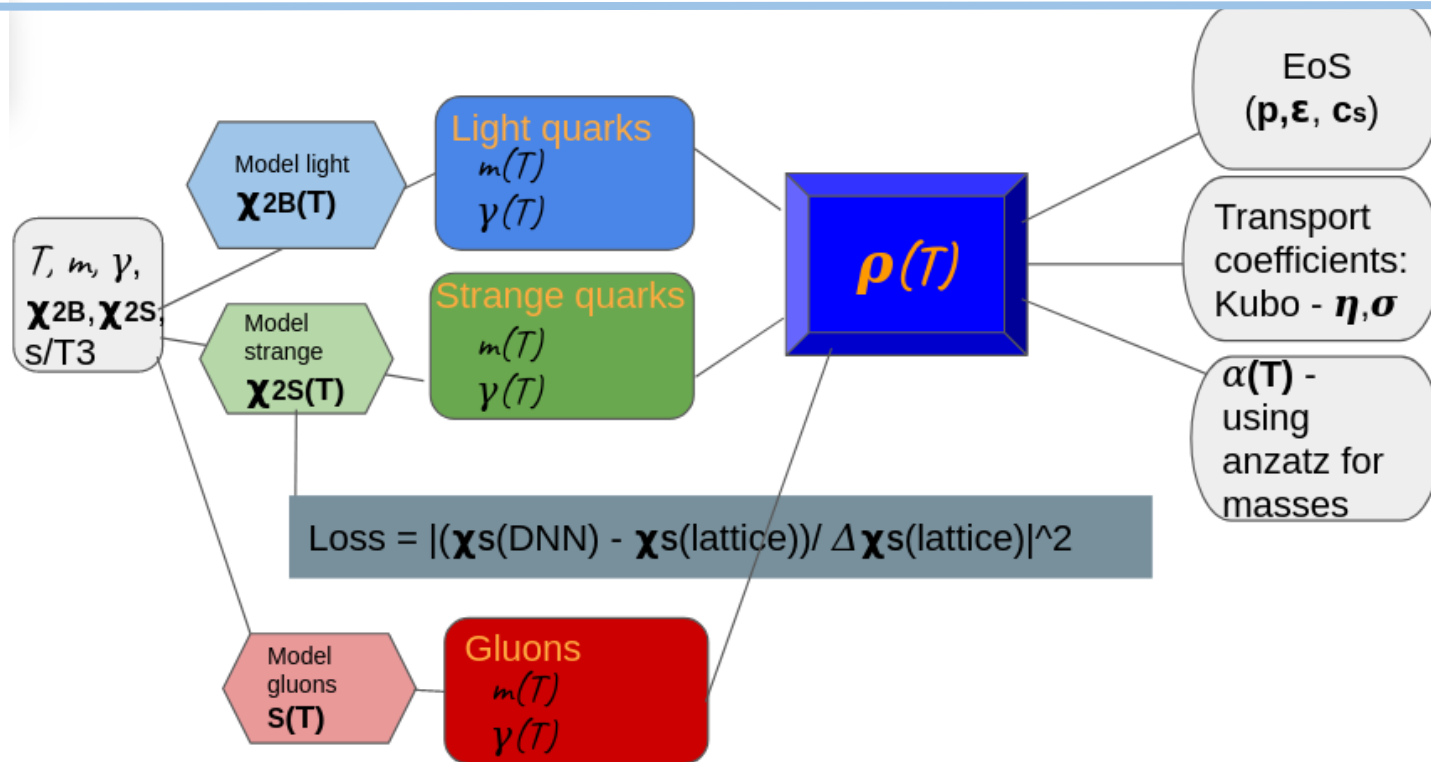 T, m, γ,
χ2B, χ2S,
s/T3
Model light
χ2B(T)
Light quarks
m(T)
γ(T)
Model
strange
χ2S(T)
Strange quarks
m(T)
γ(T)
Loss = |(χs(DNN) - χs(lattice))/ Δχs(lattice)|^2
Model
gluons
S(T)
Gluons
m(T)
γ(T)
ρ(T)
EoS
(p,ε, cs)
Transport
coefficients:
Kubo - η,σ
α(T) -
using
anzatz for
masses